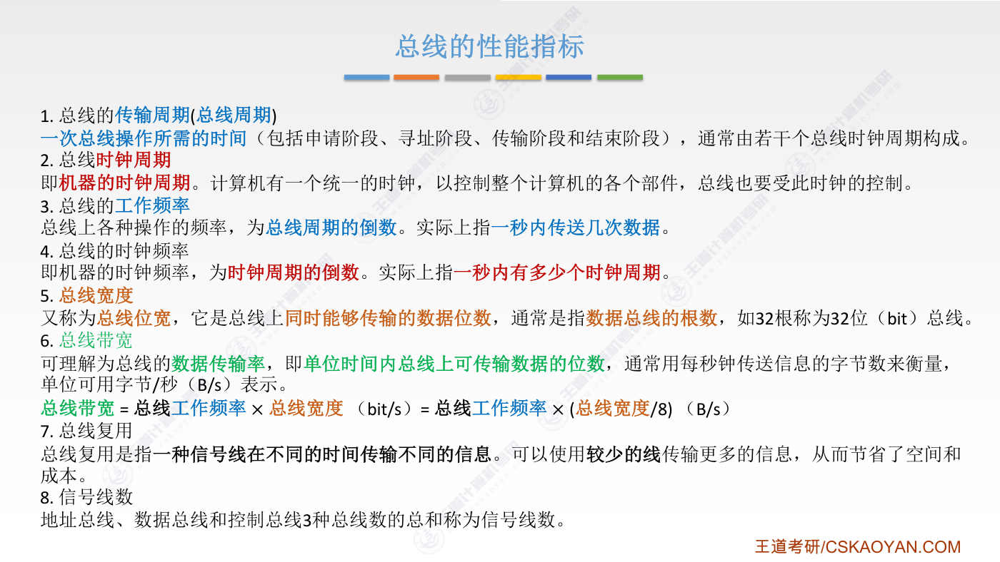 总线的性能指标
1. 总线的传输周期(总线周期)
一次总线操作所需的时间（包括申请阶段、寻址阶段、传输阶段和结束阶段），通常由若干个总线时钟周期构成。
2. 总线时钟周期
即机器的时钟周期。计算机有一个统一的时钟，以控制整个计算机的各个部件，总线也要受此时钟的控制。
3. 总线的工作频率
总线上各种操作的频率，为总线周期的倒数。实际上指一秒内传送几次数据。
4. 总线的时钟频率
即机器的时钟频率，为时钟周期的倒数。实际上指一秒内有多少个时钟周期。
5. 总线宽度
又称为总线位宽，它是总线上同时能够传输的数据位数，通常是指数据总线的根数，如32根称为32位（bit）总线。
6. 总线带宽
可理解为总线的数据传输率，即单位时间内总线上可传输数据的位数，通常用每秒钟传送信息的字节数来衡量，
单位可用字节/秒（B/s）表示。
总线带宽 = 总线工作频率 × 总线宽度 （bit/s）= 总线工作频率 × (总线宽度/8) （B/s）
7. 总线复用
总线复用是指一种信号线在不同的时间传输不同的信息。可以使用较少的线传输更多的信息，从而节省了空间和
成本。
8. 信号线数
地址总线、数据总线和控制总线3种总线数的总和称为信号线数。
王道考研/CSKAOYAN.COM